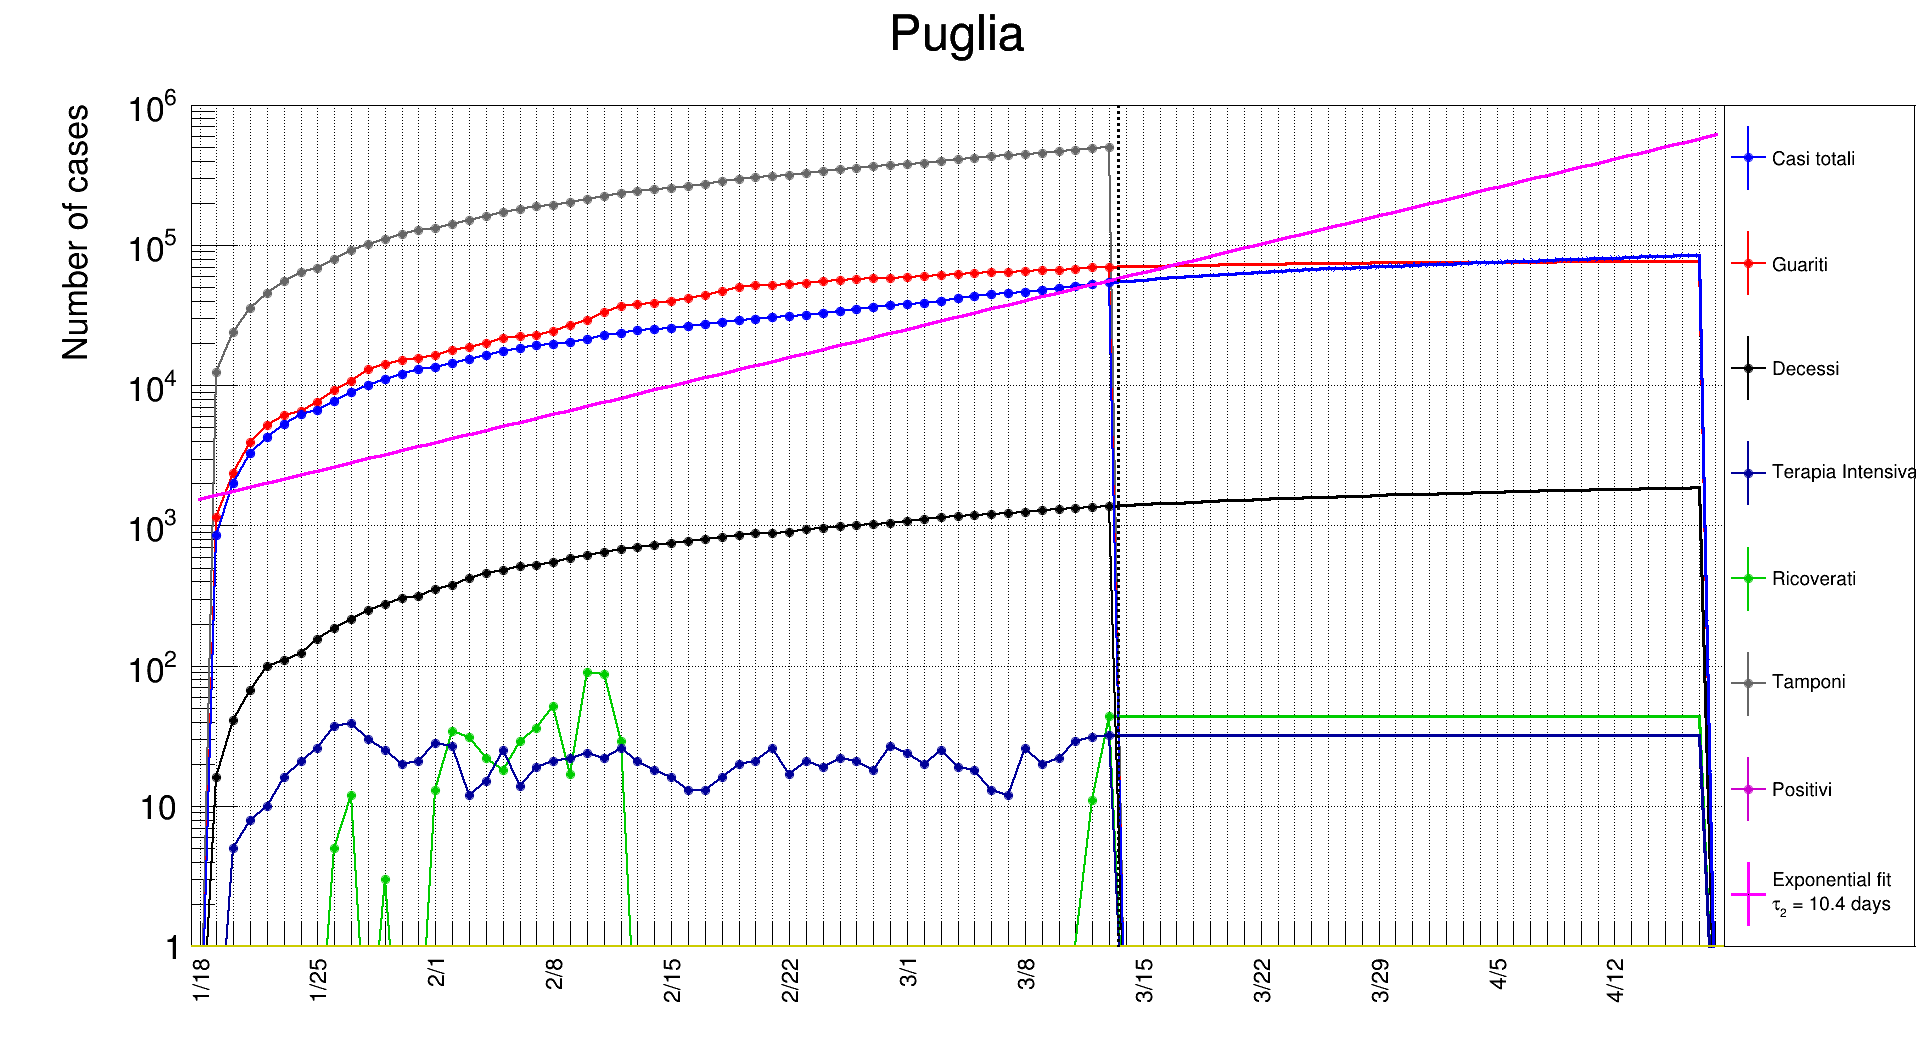 Puglia
Number of cases
10^6
10^5
10^4
10^3
10^2
10
1
1/18
1/25
2/1
2/8
2/15
2/22
3/1
3/8
3/15
3/22
3/29
4/5
4/12
Casi totali
Guariti
Decessi
Terapia Intensiva
Ricoverati
Tamponi
Positivi
Exponential fit
τ₂ = 10.4 days